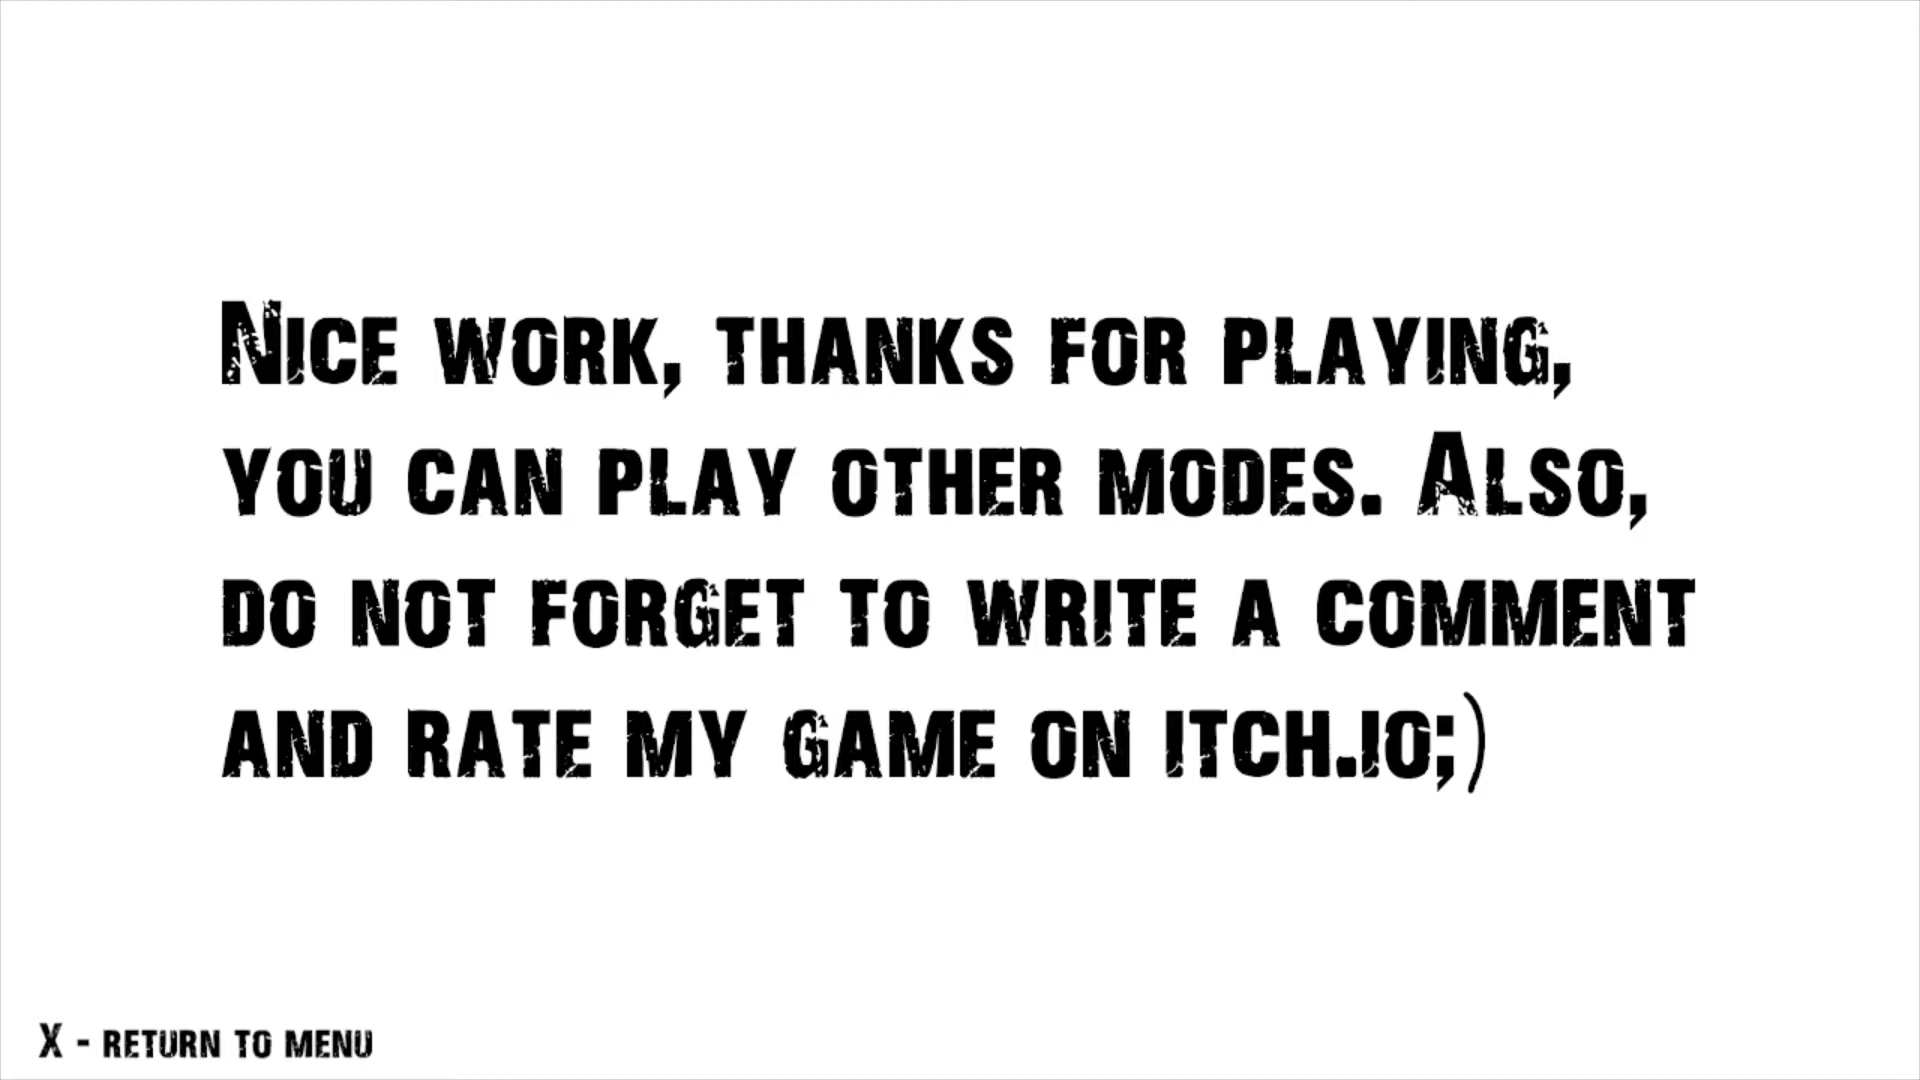 Nice work, thanks for playing,
you can play other modes. Also,
do not forget to write a comment
and rate my game on itch.io;)
X - return to menu